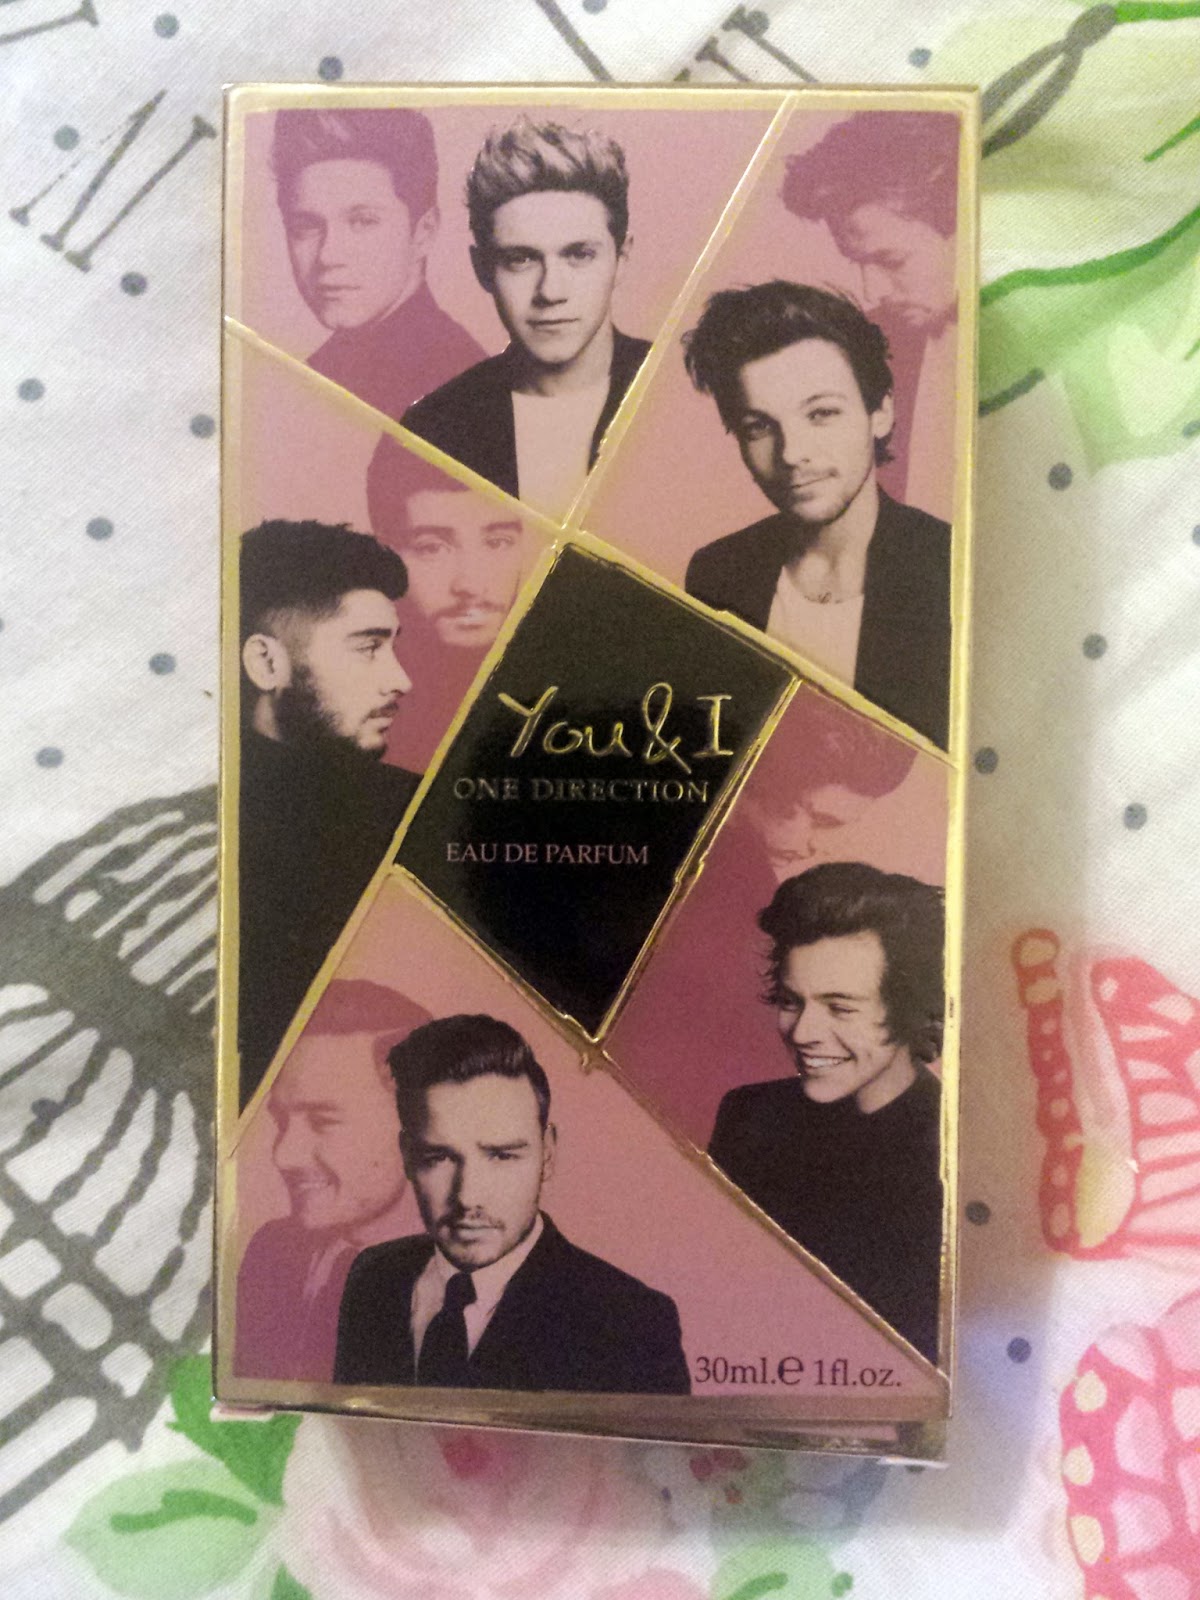 You & I
ONE DIRECTION
EAU DE PARFUM
30ml.e 1fl.oz.